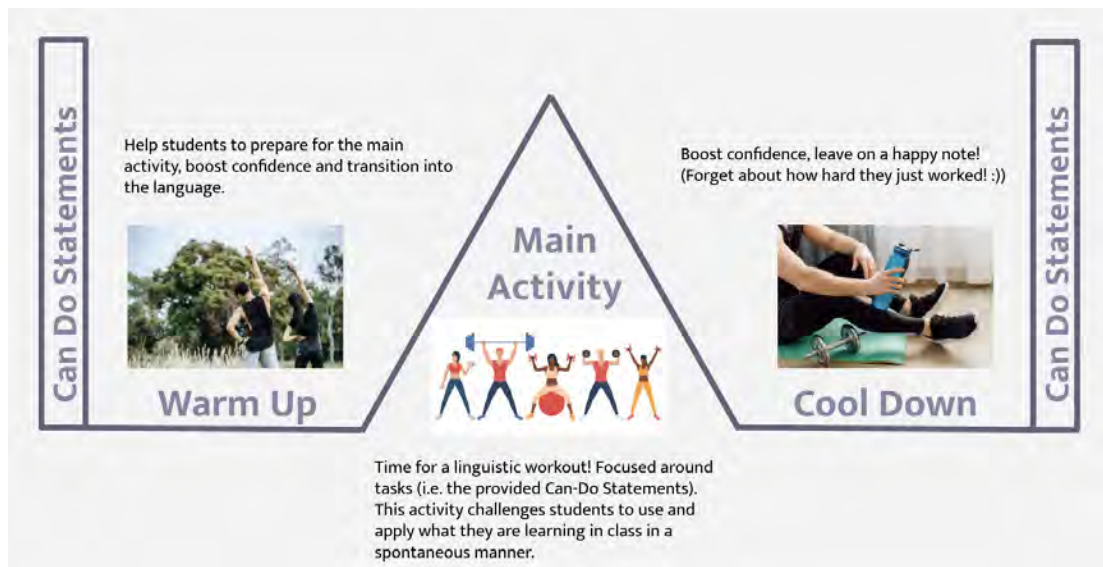 Can Do Statements
Help students to prepare for the main
activity, boost confidence and transition into
the language.
Warm Up
Main
Activity
Time for a linguistic workout! Focused around
tasks (i.e. the provided Can-Do Statements).
This activity challenges students to use and
apply what they are learning in class in a
spontaneous manner.
Boost confidence, leave on a happy note!
(Forget about how hard they just worked! :))
Cool Down
Can Do Statements